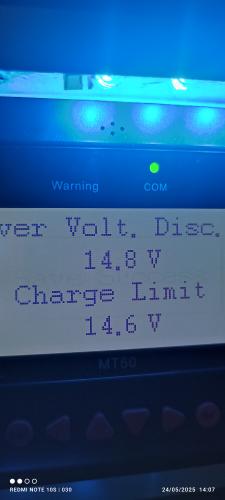 Warning COM
ver Volt. Disc.
14.8 V
Charge Limit
14.6 V
MT50
REDMI NOTE 10S | 030
24/05/2025 14:07